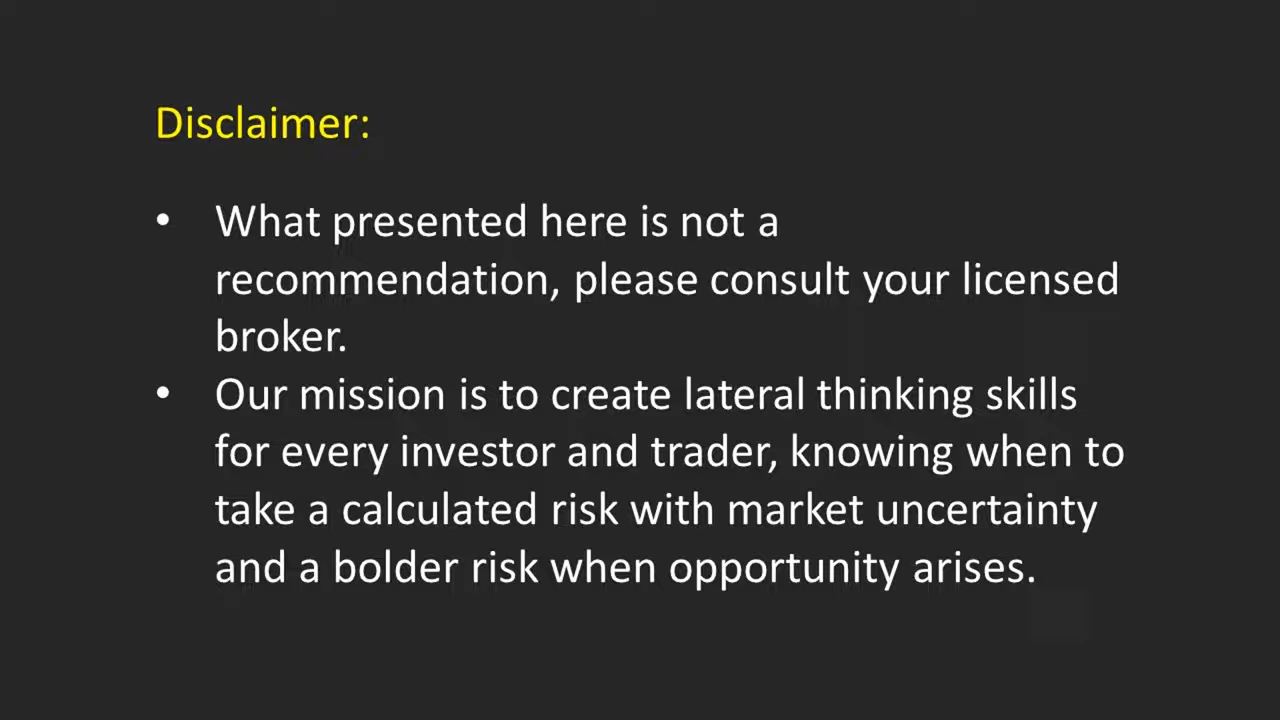 Disclaimer:
• What presented here is not a
recommendation, please consult your licensed
broker.
• Our mission is to create lateral thinking skills
for every investor and trader, knowing when to
take a calculated risk with market uncertainty
and a bolder risk when opportunity arises.